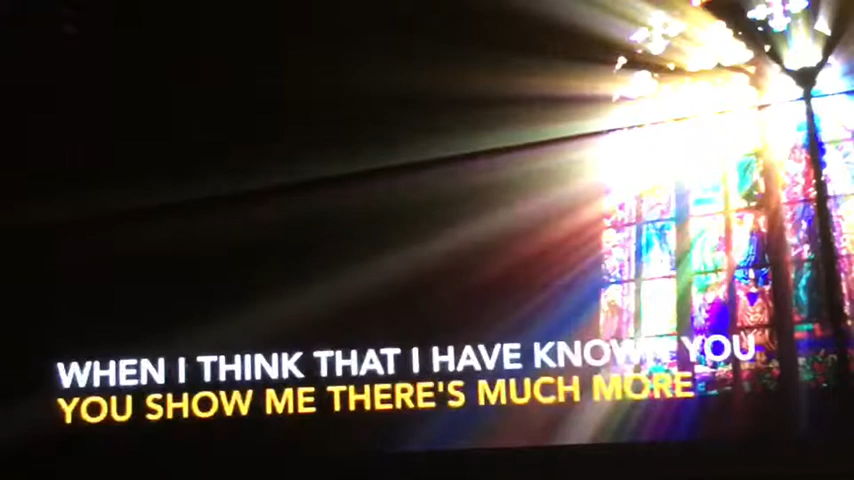 WHEN I THINK THAT I HAVE KNOWN YOU
YOU SHOW ME THERE'S MUCH MORE